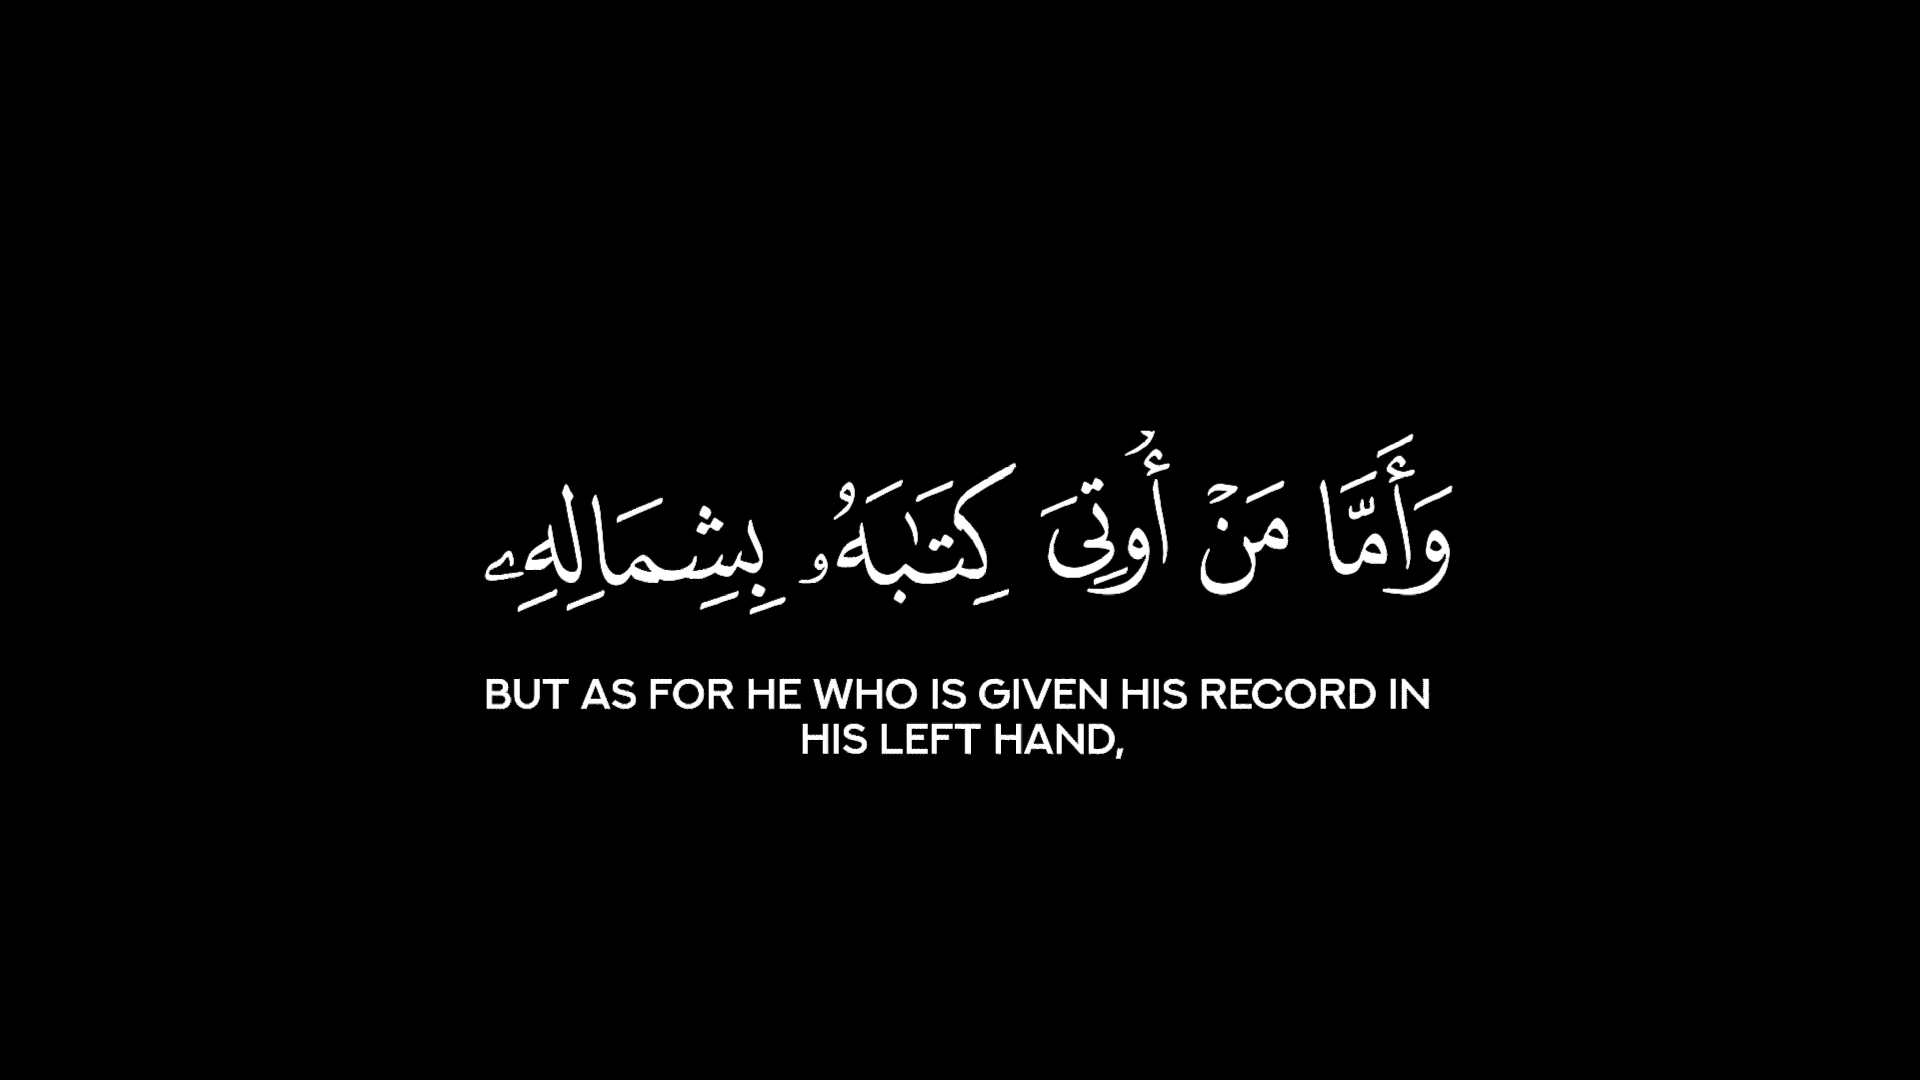 وَأَمَّا مَنۡ أُوتِىَ كِتَـٰبَهُۥ بِشِمَالِهِۦ
BUT AS FOR HE WHO IS GIVEN HIS RECORD IN
HIS LEFT HAND,